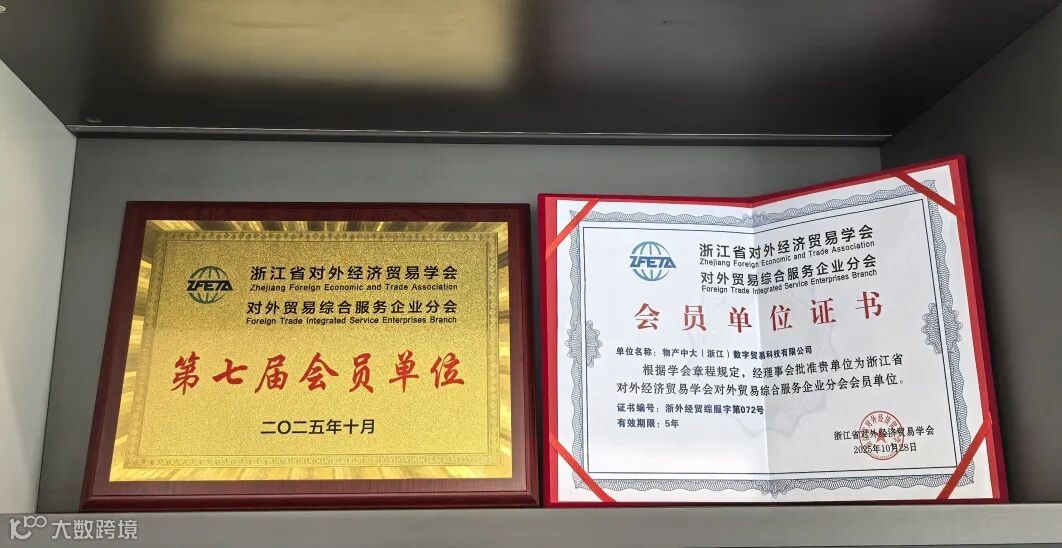 ZFETA
浙江省对外经济贸易学会
Zhejiang Foreign Economic and Trade Association
对外贸易综合服务企业分会
Foreign Trade Integrated Service Enterprises Branch
第七届会员单位
二〇二五年十月
ZFETA
浙江省对外经济贸易学会
Zhejiang Foreign Economic and Trade Association
对外贸易综合服务企业分会
Foreign Trade Integrated Service Enterprises Branch
会员单位证书
单位名称：物产中大（浙江）数字贸易科技有限公司
根据学会章程规定，经理事会批准贵单位为浙江省
对外经济贸易学会对外贸易综合服务企业分会会员单位。
证书编号：浙外经贸综服字第072号
有效期限：5年
浙江省对外经济贸易学会
2025年10月28日
大数跨境